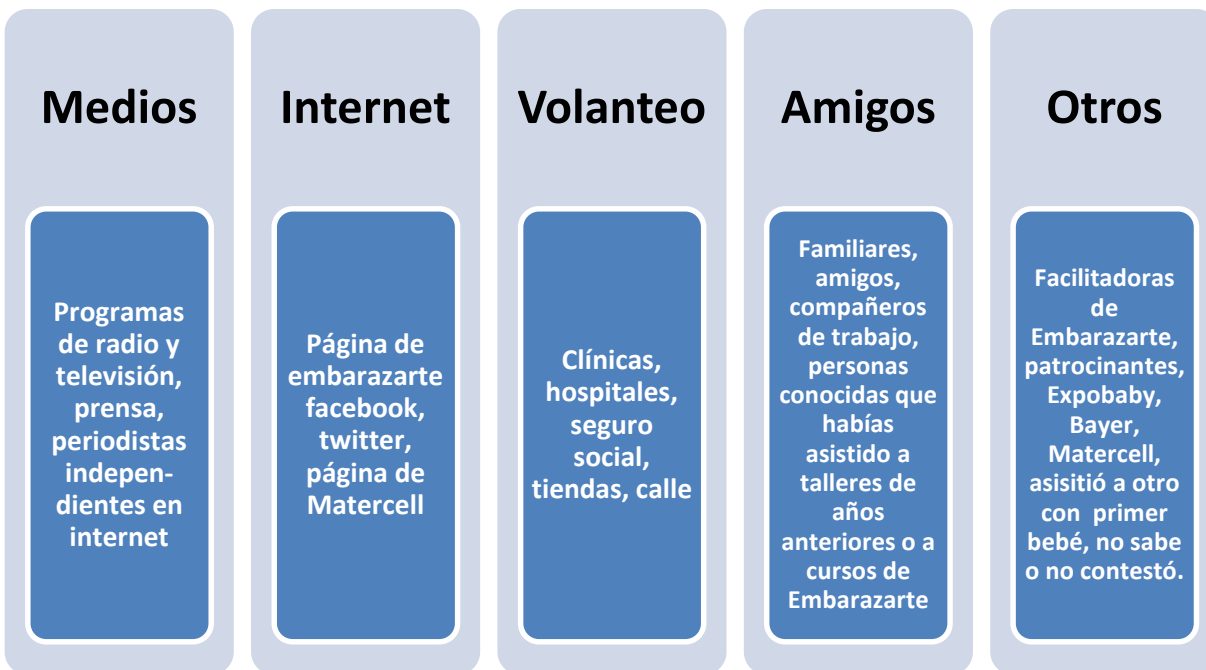 Medios
Programas
de radio y
televisión,
prensa,
periodistas
indepen-
dientes en
internet
Internet
Página de
embarazarte
facebook,
twitter,
página de
Matercell
Volanteo
Clínicas,
hospitales,
seguro
social,
tiendas, calle
Amigos
Familiares,
amigos,
compañeros
de trabajo,
personas
conocidas que
habías
asistido a
talleres de
años
anteriores o a
cursos de
Embarazarte
Otros
Facilitadoras
de
Embarazarte,
patrocinantes,
Expobaby,
Bayer,
Matercell,
asisitió a otro
con primer
bebé, no sabe
o no contestó.